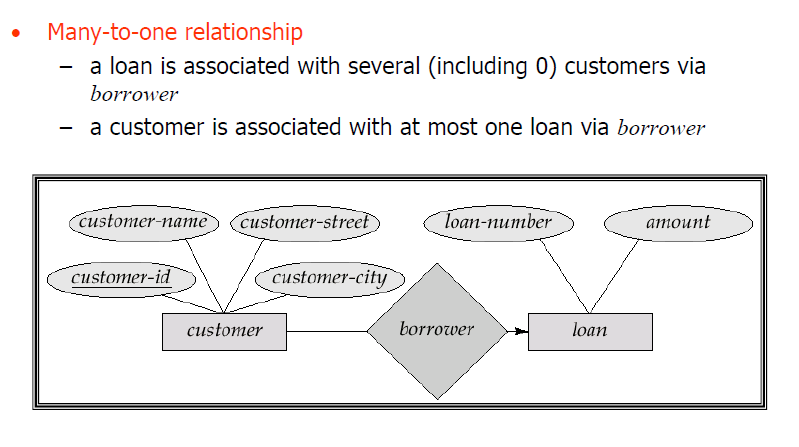 • Many-to-one relationship
– a loan is associated with several (including 0) customers via
borrower
– a customer is associated with at most one loan via borrower
customer-name customer-street loan-number amount
customer-id customer-city
customer borrower loan